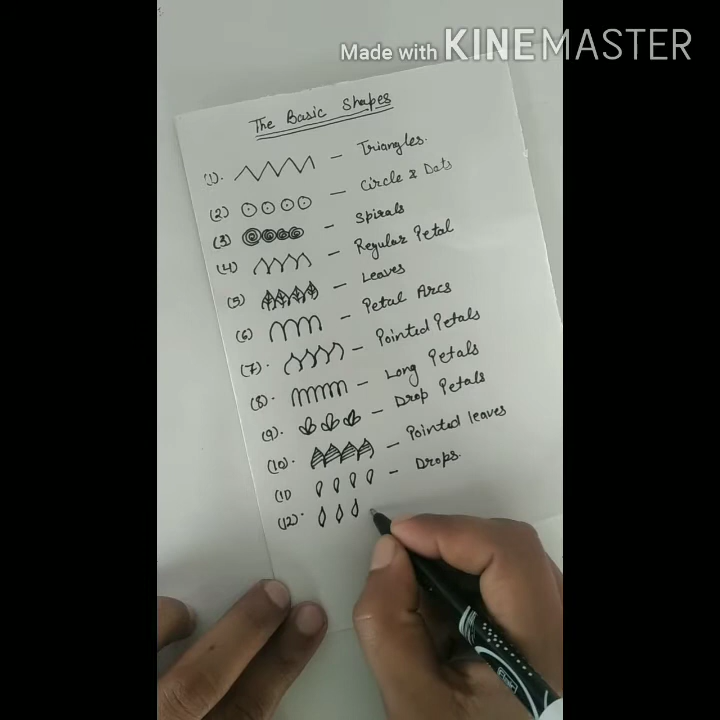 Made with KINEMASTER
The Basic Shapes
(1). — Triangles.
(2) — Circle & Dots
(3) — Spirals
(4) — Regular Petal
(5) — Leaves
(6) — Petal Arcs
(7). — Pointed Petals
(8). — Long Petals
(9). — Drop Petals
(10). — Pointed leaves
(11) — Drops.
(12).